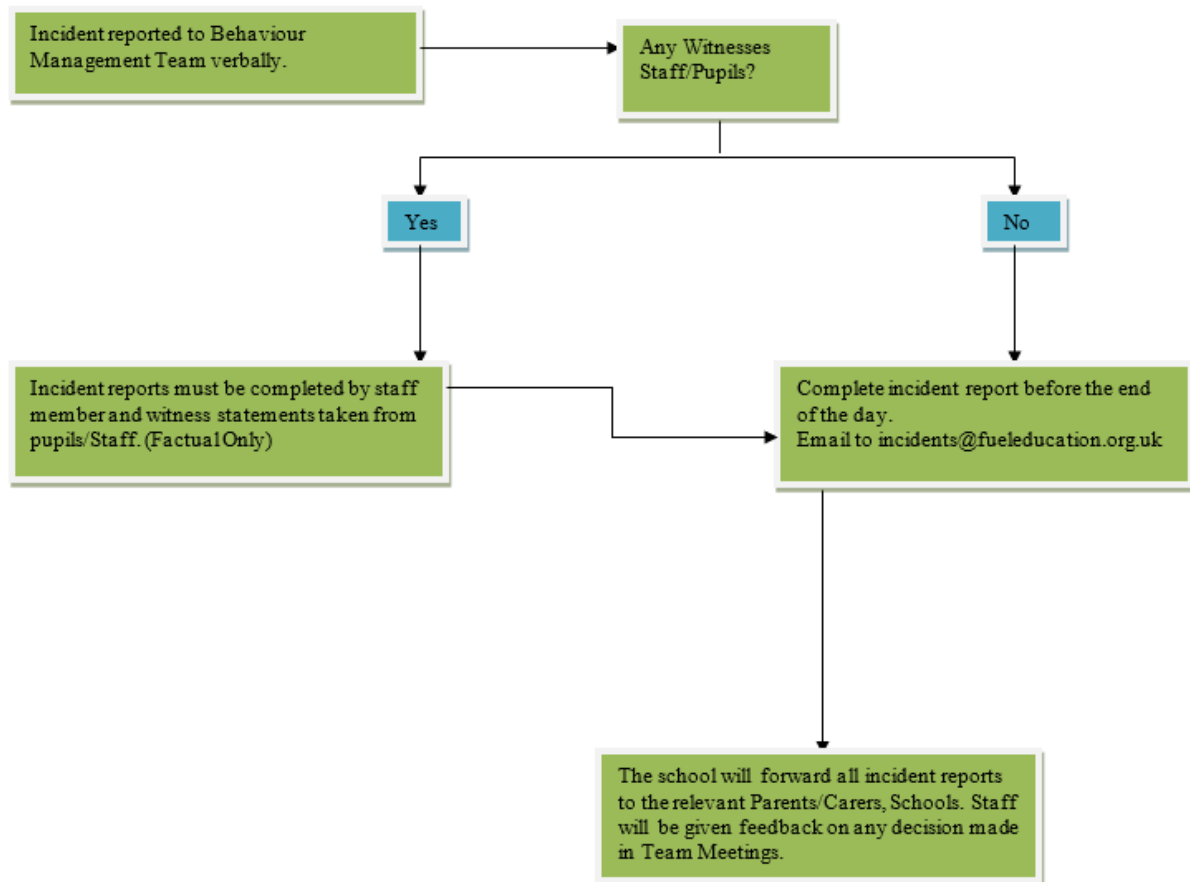 Incident reported to Behaviour
Management Team verbally.
Any Witnesses
Staff/Pupils?
Yes
No
Incident reports must be completed by staff
member and witness statements taken from
pupils/Staff. (Factual Only)
Complete incident report before the end
of the day.
Email to incidents@fueleducation.org.uk
The school will forward all incident reports
to the relevant Parents/Carers, Schools. Staff
will be given feedback on any decision made
in Team Meetings.